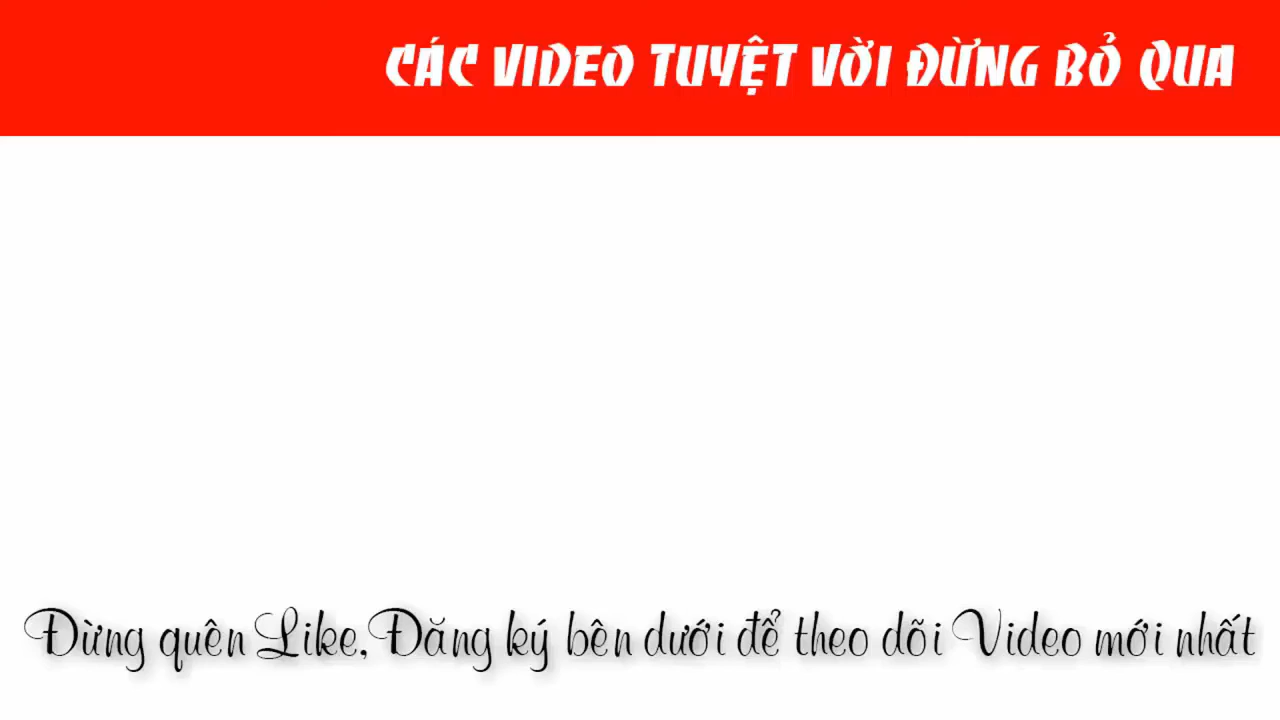 CÁC VIDEO TUYỆT VỜI ĐỪNG BỎ QUA
Đừng quên Like,Đăng ký bên dưới để theo dõi Video mới nhất